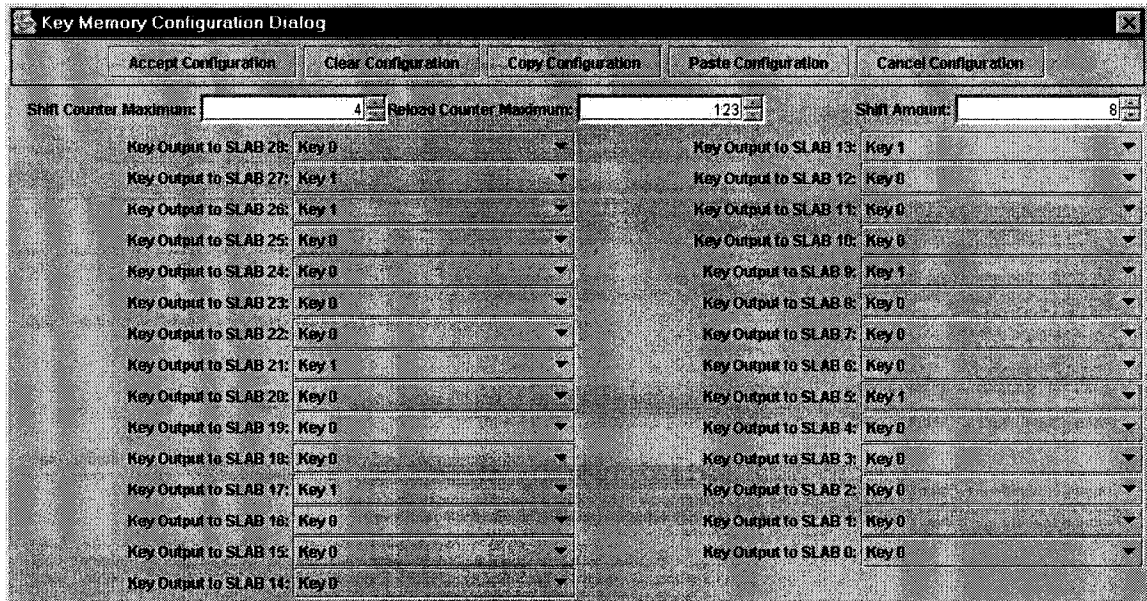 Key Memory Configuration Dialog
Accept Configuration Clear Configuration Copy Configuration Paste Configuration Cancel Configuration
Shift Counter Maximum: 4 Reload Counter Maximum: 123 Shift Amount: 8
Key Output to SLAB 28: Key 0 Key Output to SLAB 13: Key 1
Key Output to SLAB 27: Key 1 Key Output to SLAB 12: Key 0
Key Output to SLAB 26: Key 1 Key Output to SLAB 11: Key 0
Key Output to SLAB 25: Key 0 Key Output to SLAB 10: Key 0
Key Output to SLAB 24: Key 0 Key Output to SLAB 9: Key 1
Key Output to SLAB 23: Key 0 Key Output to SLAB 8: Key 0
Key Output to SLAB 22: Key 0 Key Output to SLAB 7: Key 0
Key Output to SLAB 21: Key 1 Key Output to SLAB 6: Key 0
Key Output to SLAB 20: Key 0 Key Output to SLAB 5: Key 1
Key Output to SLAB 19: Key 0 Key Output to SLAB 4: Key 0
Key Output to SLAB 18: Key 0 Key Output to SLAB 3: Key 0
Key Output to SLAB 17: Key 1 Key Output to SLAB 2: Key 0
Key Output to SLAB 16: Key 0 Key Output to SLAB 1: Key 0
Key Output to SLAB 15: Key 0 Key Output to SLAB 0: Key 0
Key Output to SLAB 14: Key 0